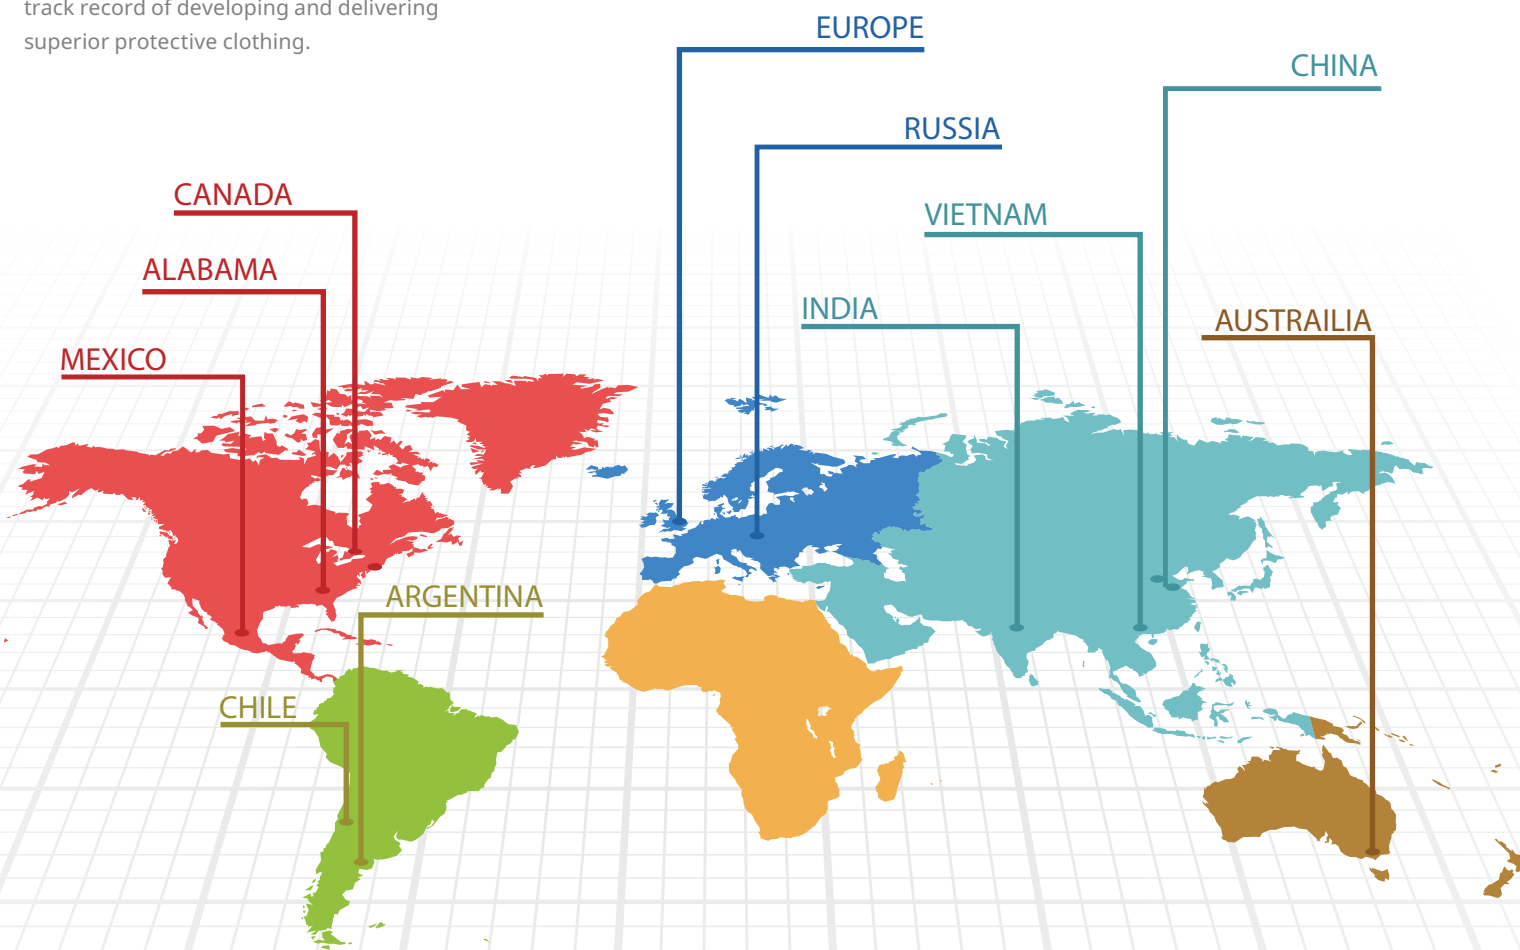 track record of developing and delivering
superior protective clothing.
EUROPE
CHINA
RUSSIA
CANADA
VIETNAM
ALABAMA
INDIA
AUSTRAILIA
MEXICO
ARGENTINA
CHILE